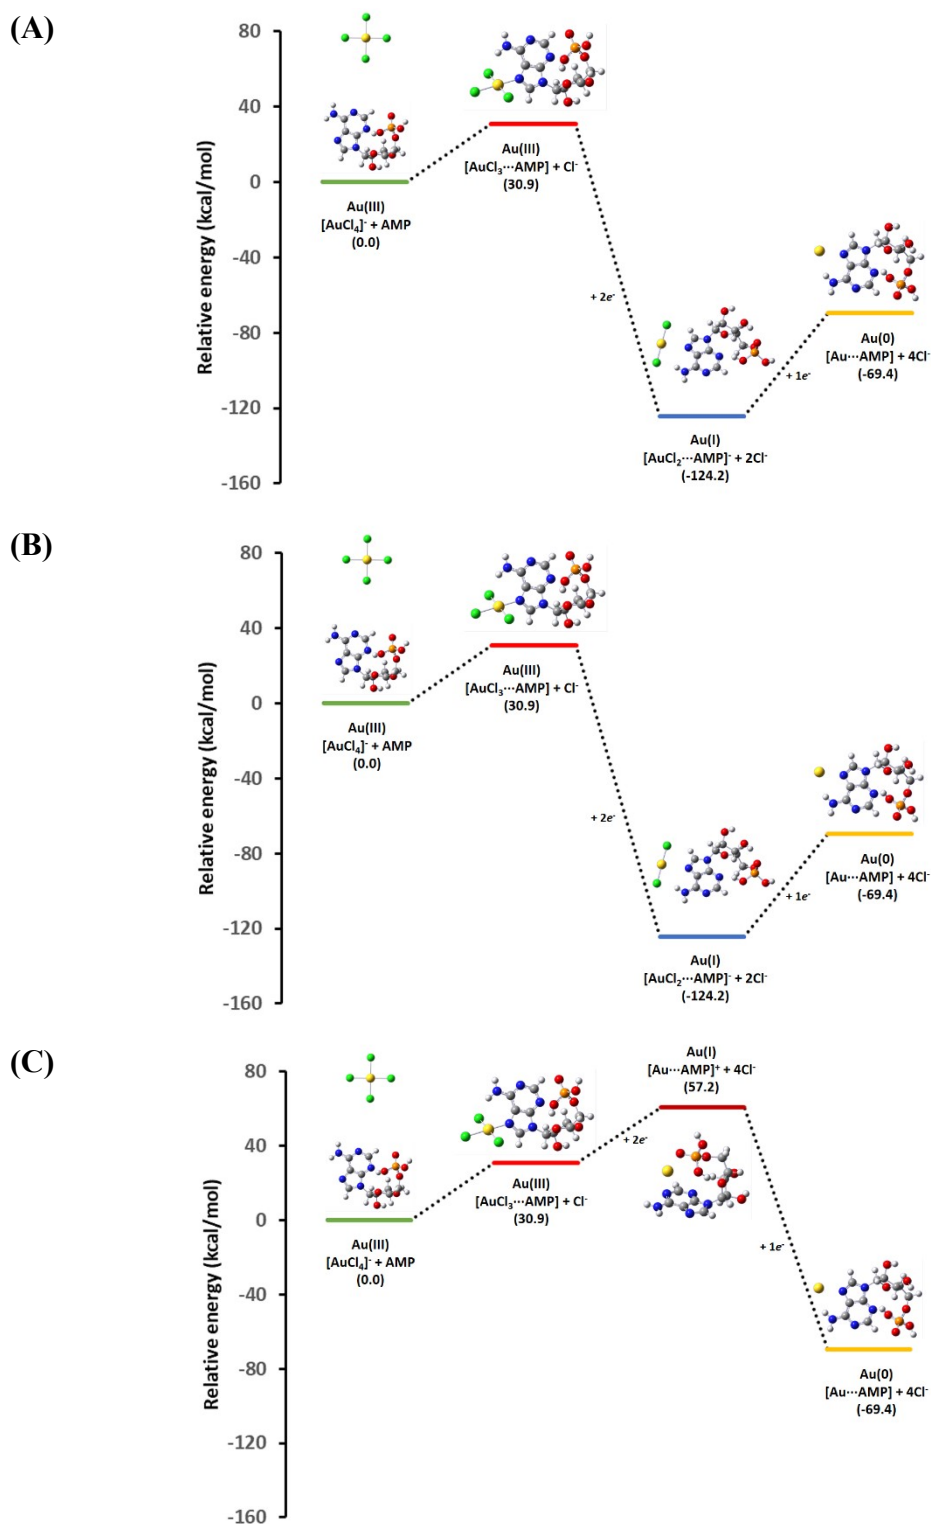 (A)
Relative energy (kcal/mol)
80
40
0
-40
-80
-120
-160
Au(III)
[AuCl₄]⁻ + AMP
(0.0)
Au(III)
[AuCl₃···AMP] + Cl⁻
(30.9)
+ 2e⁻
Au(I)
[AuCl₂···AMP]⁻ + 2Cl⁻
(-124.2)
+ 1e⁻
Au(0)
[Au···AMP] + 4Cl⁻
(-69.4)
(B)
Relative energy (kcal/mol)
80
40
0
-40
-80
-120
-160
Au(III)
[AuCl₄]⁻ + AMP
(0.0)
Au(III)
[AuCl₃···AMP] + Cl⁻
(30.9)
+ 2e⁻
Au(I)
[AuCl₂···AMP]⁻ + 2Cl⁻
(-124.2)
+ 1e⁻
Au(0)
[Au···AMP] + 4Cl⁻
(-69.4)
(C)
Relative energy (kcal/mol)
80
40
0
-40
-80
-120
-160
Au(III)
[AuCl₄]⁻ + AMP
(0.0)
Au(III)
[AuCl₃···AMP] + Cl⁻
(30.9)
+ 2e⁻
Au(I)
[Au···AMP]⁺ + 4Cl⁻
(57.2)
+ 1e⁻
Au(0)
[Au···AMP] + 4Cl⁻
(-69.4)